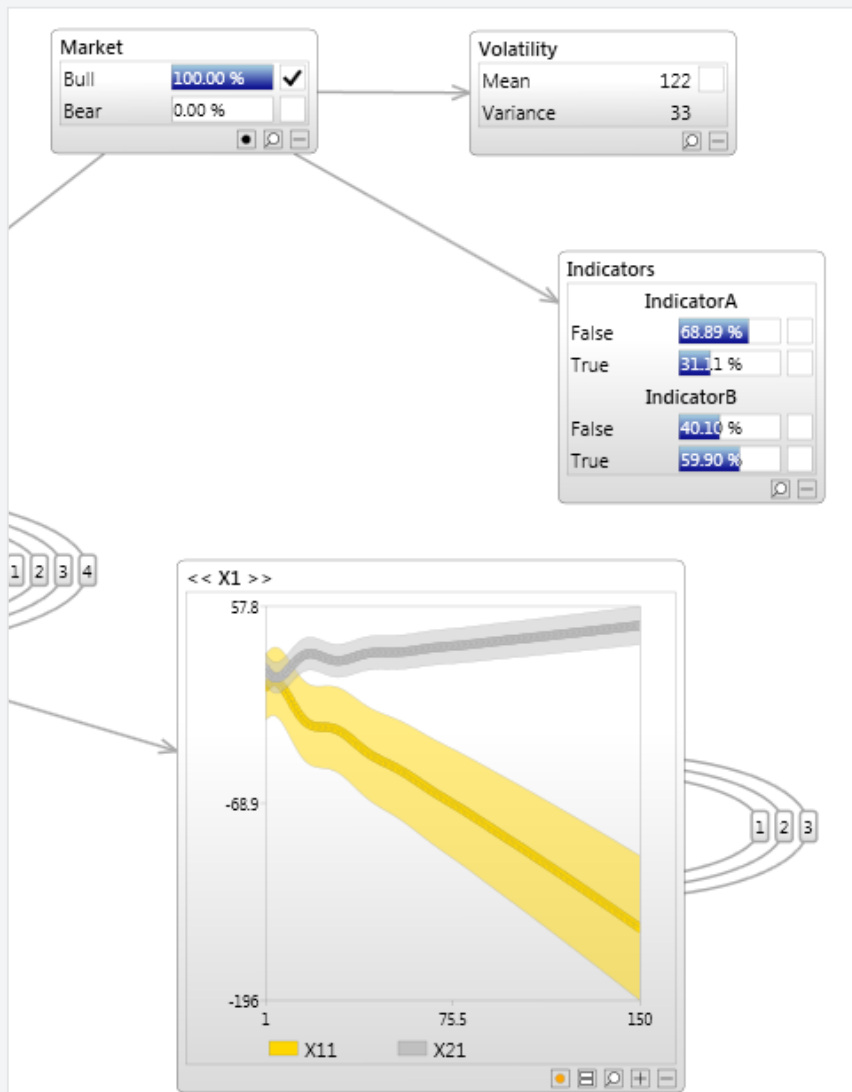 Market
Bull 100.00 %
Bear 0.00 %
Volatility
Mean 122
Variance 33
Indicators
IndicatorA
False 68.89 %
True 31.11 %
IndicatorB
False 40.10 %
True 59.90 %
1 2 3 4
<< X1 >>
57.8
-68.9
-196
1 75.5 150
X11 X21
1 2 3